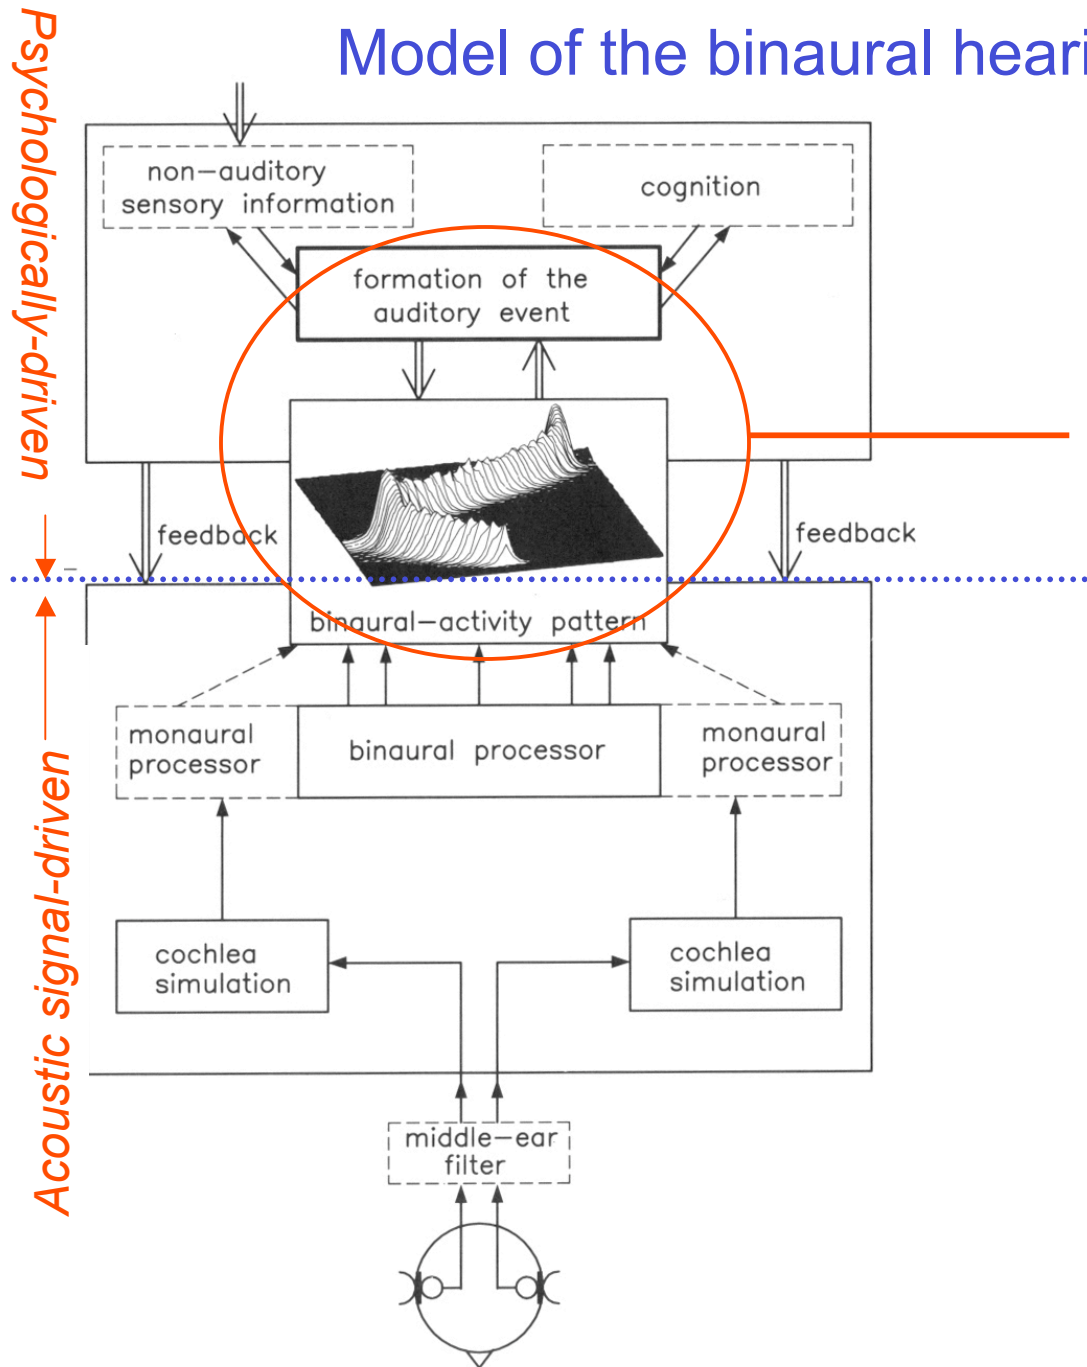 Model of the binaural heari
Psychologically-driven
non-auditory
sensory information
cognition
formation of the
auditory event
feedback
feedback
binaural-activity pattern
monaural
processor
binaural processor
monaural
processor
Acoustic signal-driven
cochlea
simulation
cochlea
simulation
middle-ear
filter